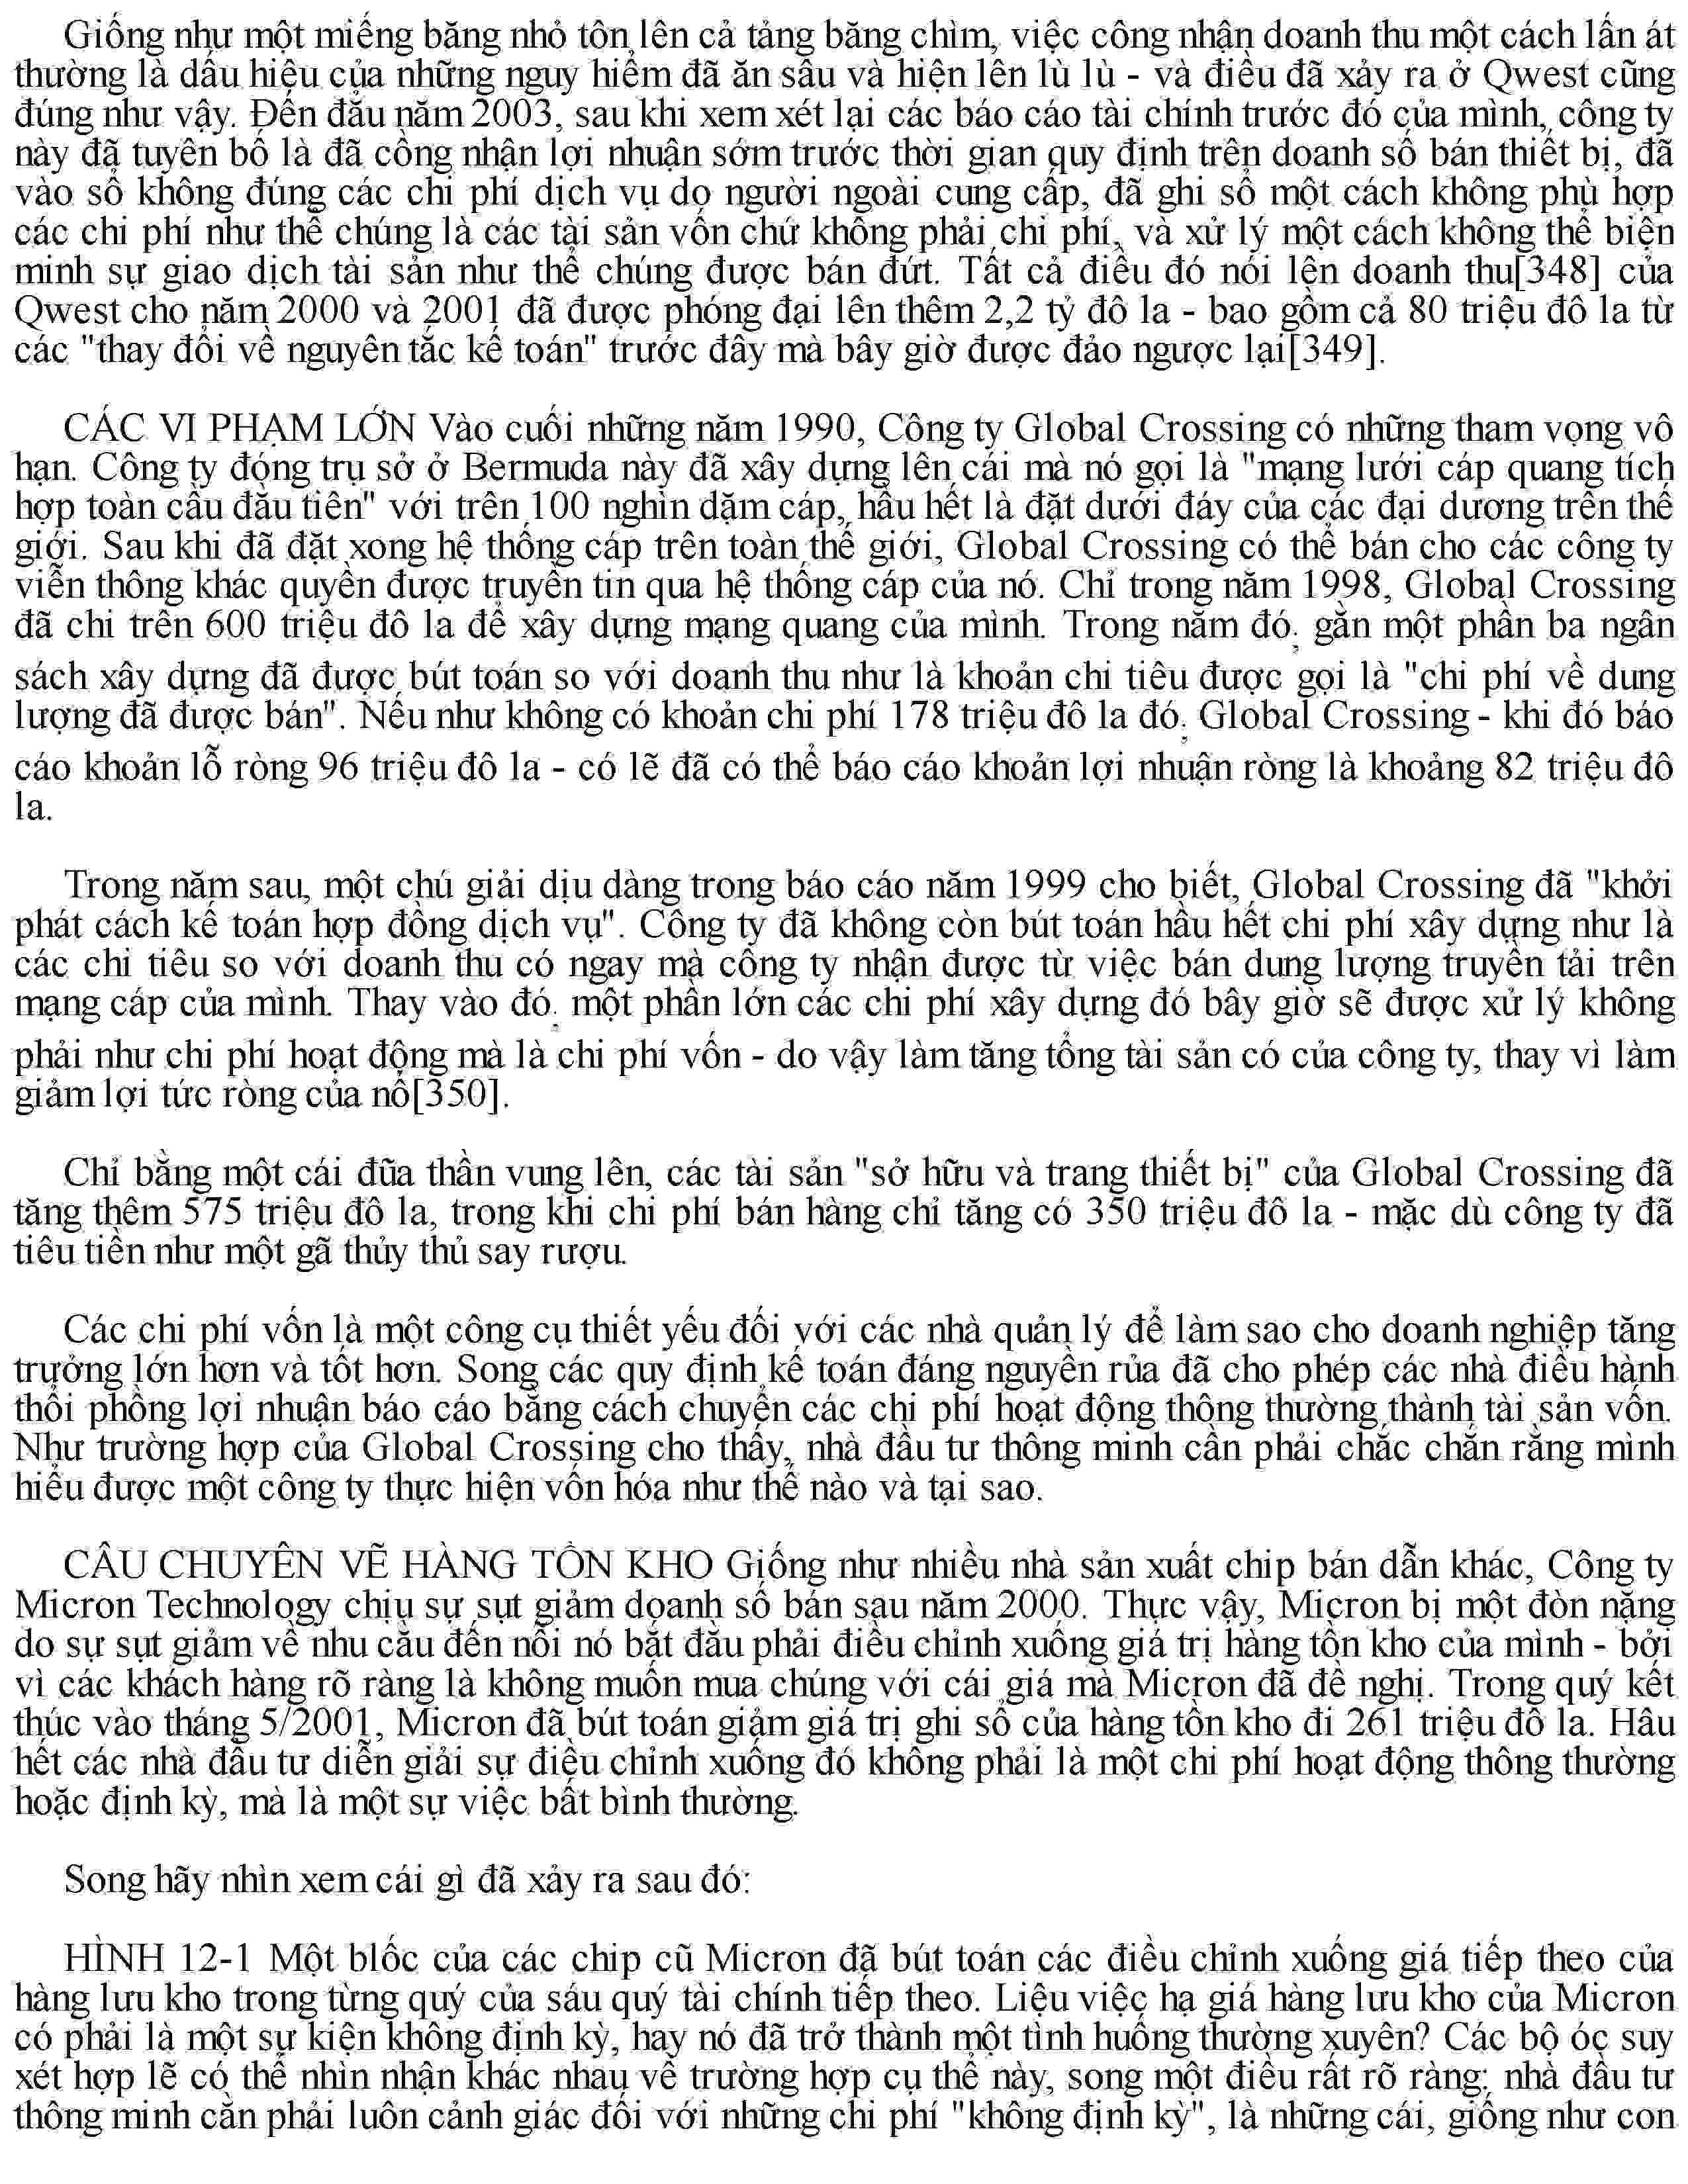 Giống như một miếng băng nhỏ tôn lên cả tảng băng chìm, việc công nhận doanh thu một cách lấn át
thường là dấu hiệu của những nguy hiểm đã ăn sâu và hiện lên lù lù - và điều đã xảy ra ở Qwest cũng
đúng như vậy. Đến đầu năm 2003, sau khi xem xét lại các báo cáo tài chính trước đó của mình, công ty
này đã tuyên bố là đã công nhận lợi nhuận sớm trước thời gian quy định trên doanh số bán thiết bị, đã
vào sổ không đúng các chi phí dịch vụ do người ngoài cung cấp, đã ghi sổ một cách không phù hợp
các chi phí như thể chúng là các tài sản vốn chứ không phải chi phí, và xử lý một cách không thể biện
minh sự giao dịch tài sản như thể chúng được bán đứt. Tất cả điều đó nói lên doanh thu[348] của
Qwest cho năm 2000 và 2001 đã được phóng đại lên thêm 2,2 tỷ đô la - bao gồm cả 80 triệu đô la từ
các "thay đổi về nguyên tắc kế toán" trước đây mà bây giờ được đảo ngược lại[349].
CÁC VI PHẠM LỚN Vào cuối những năm 1990, Công ty Global Crossing có những tham vọng vô
hạn. Công ty đóng trụ sở ở Bermuda này đã xây dựng lên cái mà nó gọi là "mạng lưới cáp quang tích
hợp toàn cầu đầu tiên" với trên 100 nghìn dặm cáp, hầu hết là đặt dưới đáy của các đại dương trên thế
giới. Sau khi đã đặt xong hệ thống cáp trên toàn thế giới, Global Crossing có thể bán cho các công ty
viễn thông khác quyền được truyền tin qua hệ thống cáp của nó. Chỉ trong năm 1998, Global Crossing
đã chi trên 600 triệu đô la để xây dựng mạng quang của mình. Trong năm đó, gần một phần ba ngân
sách xây dựng đã được bút toán so với doanh thu như là khoản chi tiêu được gọi là "chi phí về dung
lượng đã được bán". Nếu như không có khoản chi phí 178 triệu đô la đó, Global Crossing - khi đó báo
cáo khoản lỗ ròng 96 triệu đô la - có lẽ đã có thể báo cáo khoản lợi nhuận ròng là khoảng 82 triệu đô
la.
Trong năm sau, một chú giải dịu dàng trong báo cáo năm 1999 cho biết, Global Crossing đã "khởi
phát cách kế toán hợp đồng dịch vụ". Công ty đã không còn bút toán hầu hết chi phí xây dựng như là
các chi tiêu so với doanh thu có ngay mà công ty nhận được từ việc bán dung lượng truyền tải trên
mạng cáp của mình. Thay vào đó, một phần lớn các chi phí xây dựng đó bây giờ sẽ được xử lý không
phải như chi phí hoạt động mà là chi phí vốn - do vậy làm tăng tổng tài sản có của công ty, thay vì làm
giảm lợi tức ròng của nố[350].
Chỉ bằng một cái đũa thần vung lên, các tài sản "sở hữu và trang thiết bị" của Global Crossing đã
tăng thêm 575 triệu đô la, trong khi chi phí bán hàng chỉ tăng có 350 triệu đô la - mặc dù công ty đã
tiêu tiền như một gã thủy thủ say rượu.
Các chi phí vốn là một công cụ thiết yếu đối với các nhà quản lý để làm sao cho doanh nghiệp tăng
trưởng lớn hơn và tốt hơn. Song các quy định kế toán đáng nguyền rủa đã cho phép các nhà điều hành
thổi phồng lợi nhuận báo cáo bằng cách chuyển các chi phí hoạt động thông thường thành tài sản vốn.
Như trường hợp của Global Crossing cho thấy, nhà đầu tư thông minh cần phải chắc chắn rằng mình
hiểu được một công ty thực hiện vốn hóa như thế nào và tại sao.
CÂU CHUYỆN VẼ HÀNG TỒN KHO Giống như nhiều nhà sản xuất chip bán dẫn khác, Công ty
Micron Technology chịu sự sụt giảm doanh số bán sau năm 2000. Thực vậy, Micron bị một đòn nặng
do sự sụt giảm về nhu cầu đến nỗi nó bắt đầu phải điều chỉnh xuống giá trị hàng tồn kho của mình - bởi
vì các khách hàng rõ ràng là không muốn mua chúng với cái giá mà Micron đã đề nghị. Trong quý kết
thúc vào tháng 5/2001, Micron đã bút toán giảm giá trị ghi sổ của hàng tồn kho đi 261 triệu đô la. Hâu
hết các nhà đầu tư diễn giải sự điều chỉnh xuống đó không phải là một chi phí hoạt động thông thường
hoặc định kỳ, mà là một sự việc bất bình thường.
Song hãy nhìn xem cái gì đã xảy ra sau đó:
HÌNH 12-1 Một blốc của các chip cũ Micron đã bút toán các điều chỉnh xuống giá tiếp theo của
hàng lưu kho trong từng quý của sáu quý tài chính tiếp theo. Liệu việc hạ giá hàng lưu kho của Micron
có phải là một sự kiện không định kỳ, hay nó đã trở thành một tình huống thường xuyên? Các bộ óc suy
xét hợp lẽ có thể nhìn nhận khác nhau về trường hợp cụ thể này, song một điều rất rõ ràng: nhà đầu tư
thông minh cần phải luôn cảnh giác đối với những chi phí "không định kỳ", là những cái, giống như con